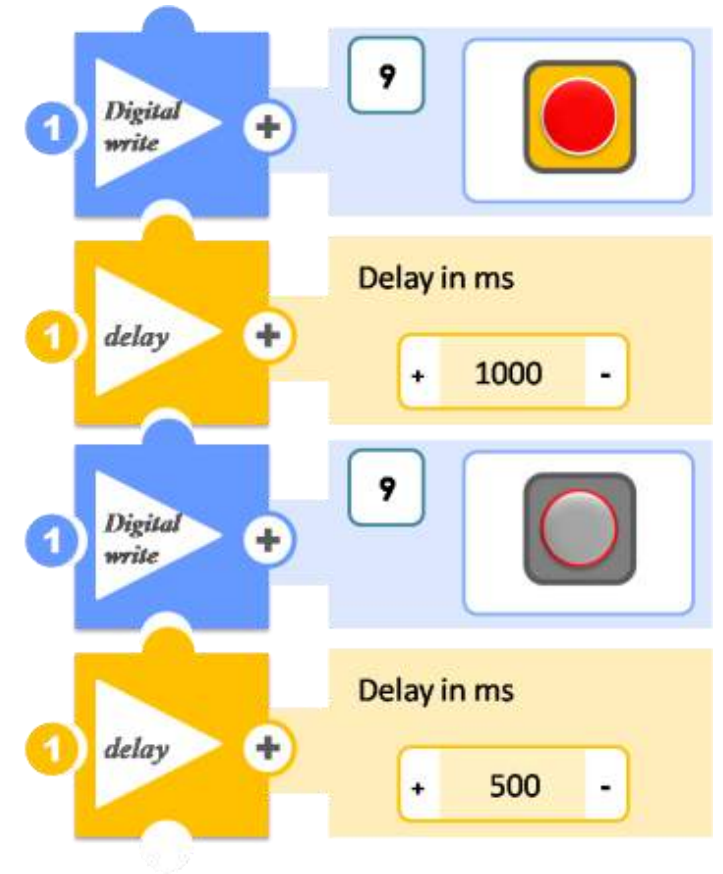 1
Digital
write
+
9
1
delay
+
Delay in ms
+ 1000 -
1
Digital
write
+
9
1
delay
+
Delay in ms
+ 500 -